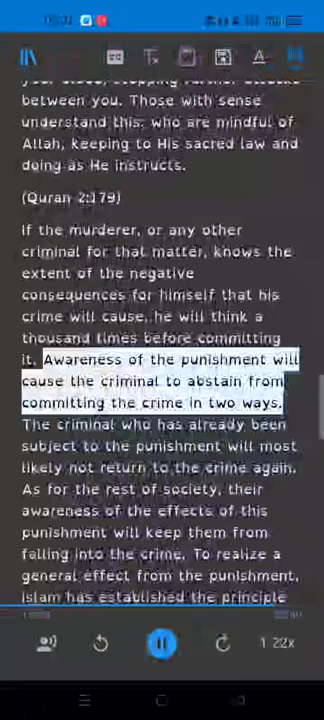 between you. Those with sense
understand this: who are mindful of
Allah, keeping to His sacred law and
doing as He instructs.
(Quran 2:179)
If the murderer, or any other
criminal for that matter, knows the
extent of the negative
consequences for himself that his
crime will cause, he will think a
thousand times before committing
it. Awareness of the punishment will
cause the criminal to abstain from
committing the crime in two ways.
The criminal who has already been
subject to the punishment will most
likely not return to the crime again.
As for the rest of society, their
awareness of the effects of this
punishment will keep them from
falling into the crime. To realize a
general effect from the punishment,
Islam has established the principle